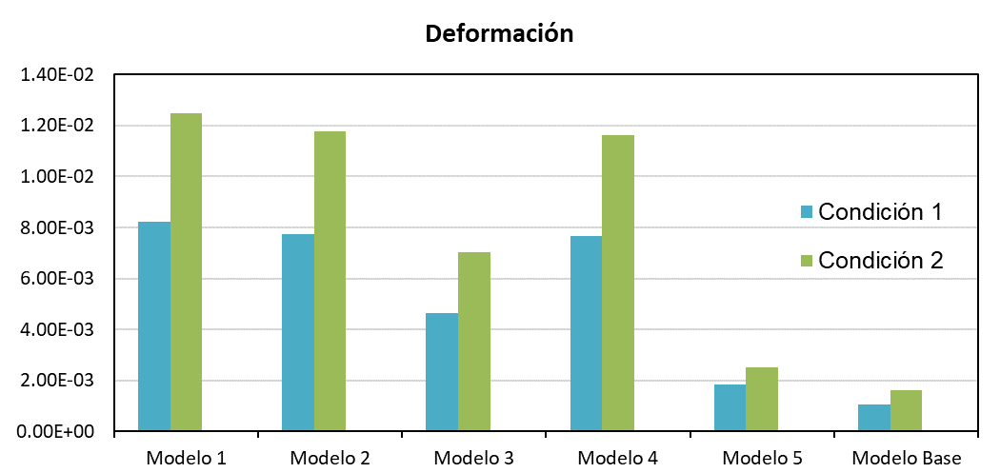 Deformación
1.40E-02
1.20E-02
1.00E-02
8.00E-03
6.00E-03
4.00E-03
2.00E-03
0.00E+00
Condición 1
Condición 2
Modelo 1 Modelo 2 Modelo 3 Modelo 4 Modelo 5 Modelo Base